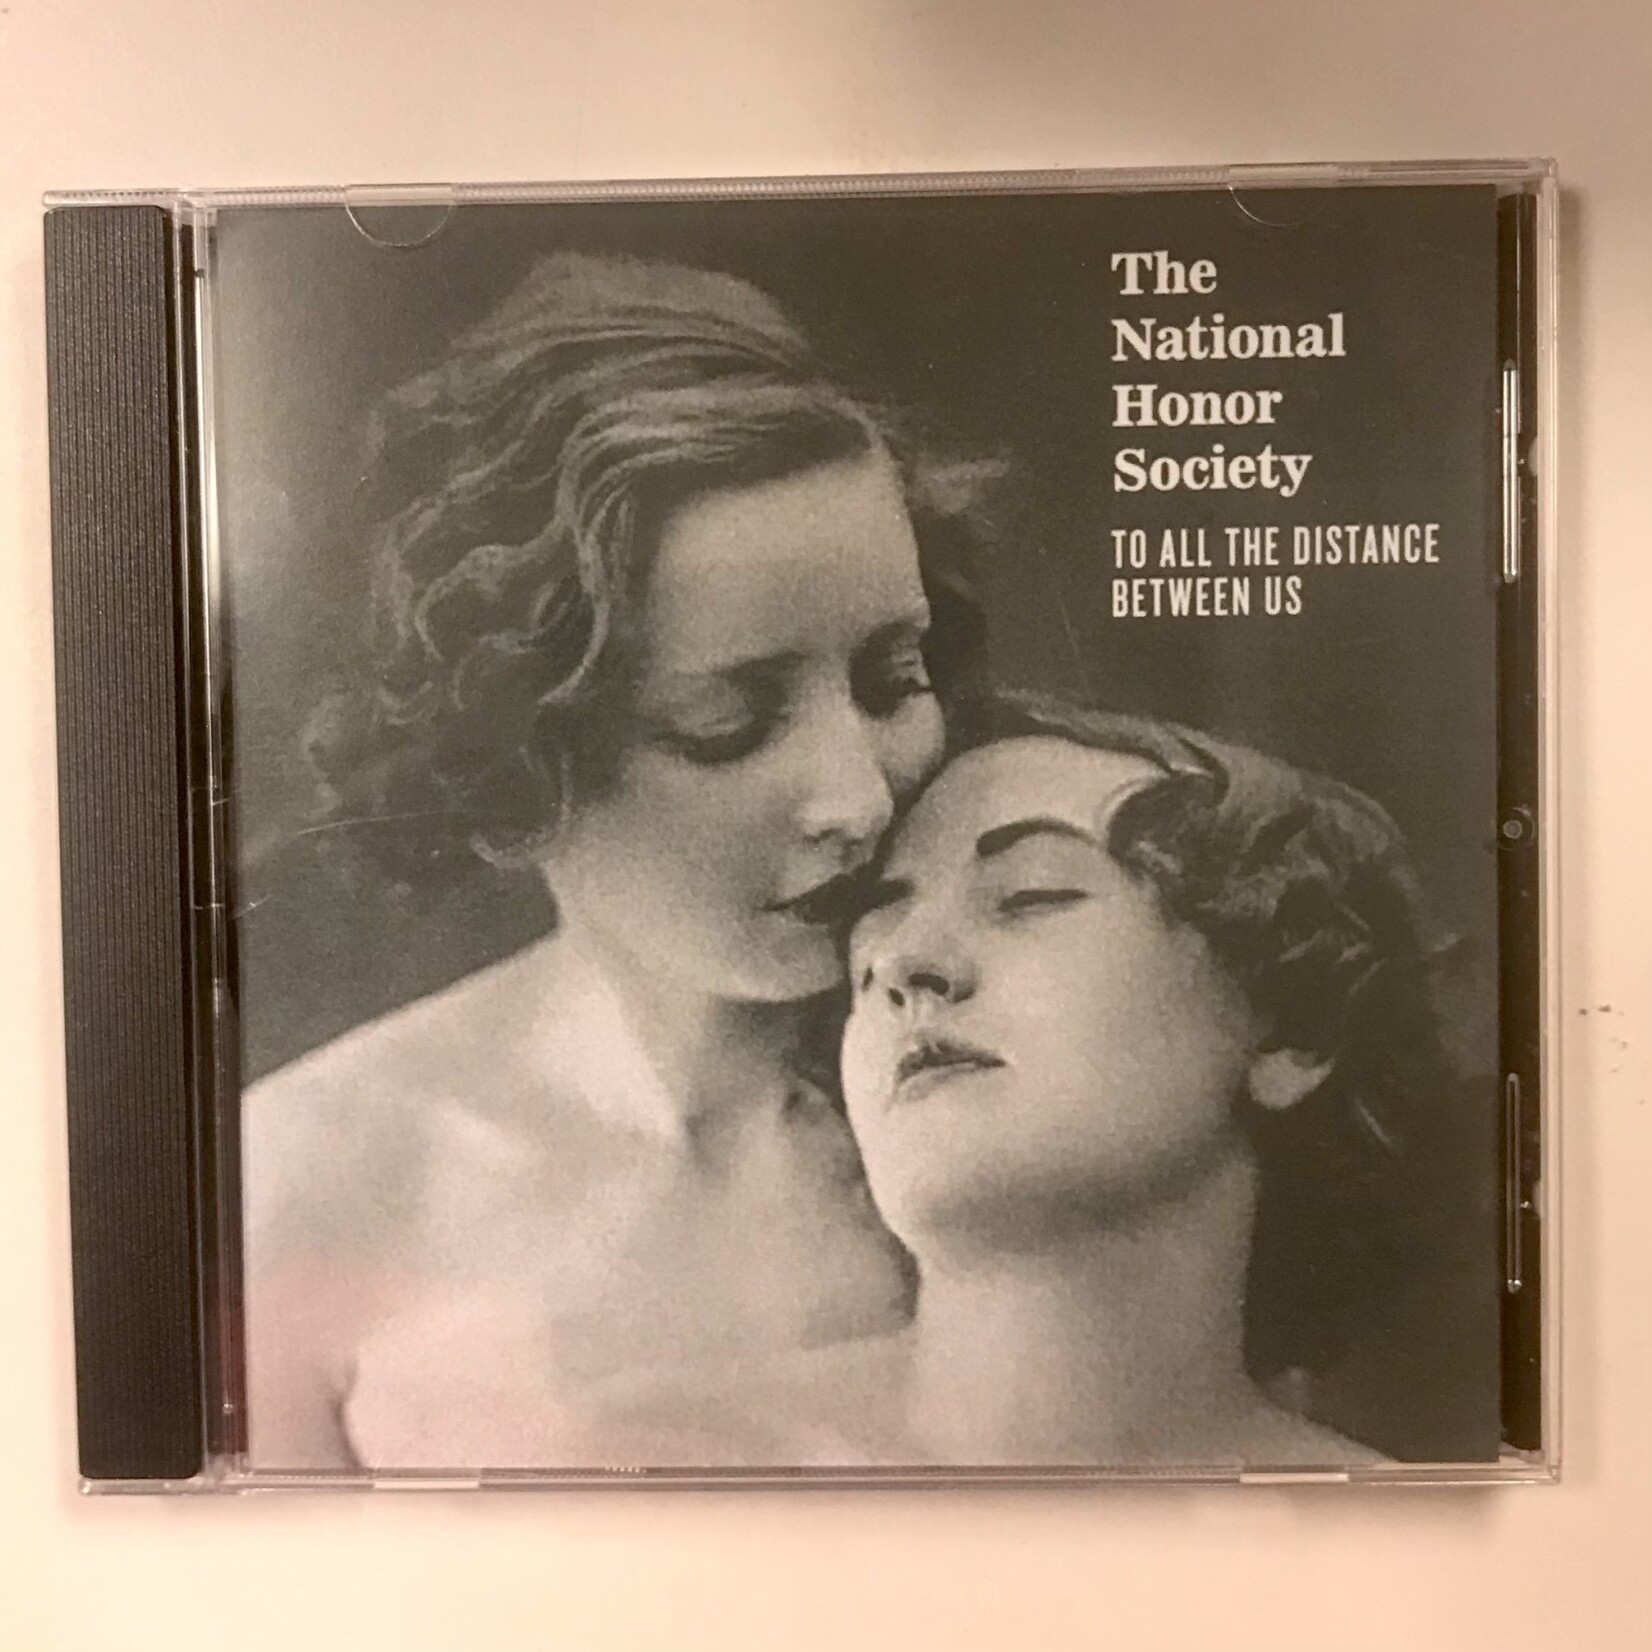 The
National
Honor
Society
TO ALL THE DISTANCE
BETWEEN US